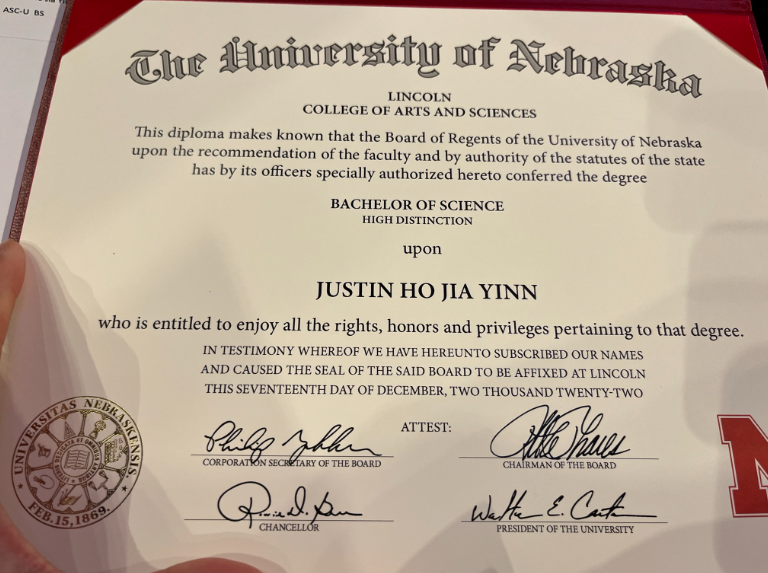 ASC-U BS
The University of Nebraska
LINCOLN
COLLEGE OF ARTS AND SCIENCES
This diploma makes known that the Board of Regents of the University of Nebraska
upon the recommendation of the faculty and by authority of the statutes of the state
has by its officers specially authorized hereto conferred the degree
BACHELOR OF SCIENCE
HIGH DISTINCTION
upon
JUSTIN HO JIA YINN
who is entitled to enjoy all the rights, honors and privileges pertaining to that degree.
IN TESTIMONY WHEREOF WE HAVE HEREUNTO SUBSCRIBED OUR NAMES
AND CAUSED THE SEAL OF THE SAID BOARD TO BE AFFIXED AT LINCOLN
THIS SEVENTEENTH DAY OF DECEMBER, TWO THOUSAND TWENTY-TWO
ATTEST:
CORPORATION SECRETARY OF THE BOARD
CHAIRMAN OF THE BOARD
Walter E. Carter
CHANCELLOR
PRESIDENT OF THE UNIVERSITY
UNIVERSITAS NEBRASKENSIS.
FEB. 15, 1869.